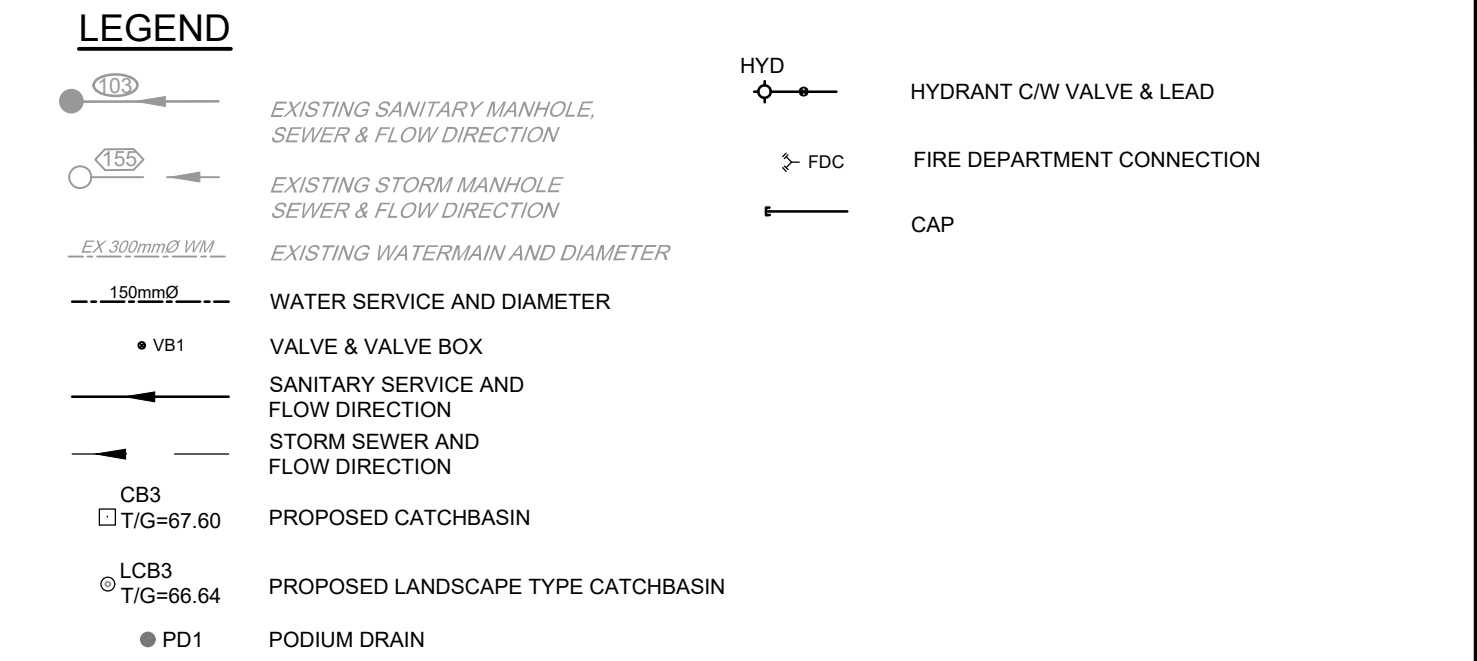 LEGEND
103
EXISTING SANITARY MANHOLE,
SEWER & FLOW DIRECTION
155
EXISTING STORM MANHOLE
SEWER & FLOW DIRECTION
EX 300mmØ WM
EXISTING WATERMAIN AND DIAMETER
150mmØ
WATER SERVICE AND DIAMETER
VB1
VALVE & VALVE BOX
SANITARY SERVICE AND
FLOW DIRECTION
STORM SEWER AND
FLOW DIRECTION
CB3
T/G=67.60
PROPOSED CATCHBASIN
LCB3
T/G=66.64
PROPOSED LANDSCAPE TYPE CATCHBASIN
PD1
PODIUM DRAIN
HYD
HYDRANT C/W VALVE & LEAD
FDC
FIRE DEPARTMENT CONNECTION
CAP